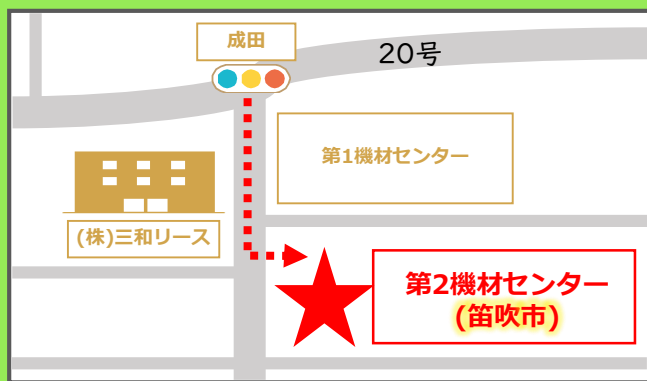 成田
20号
第1機材センター
(株)三和リース
第2機材センター
(笛吹市)